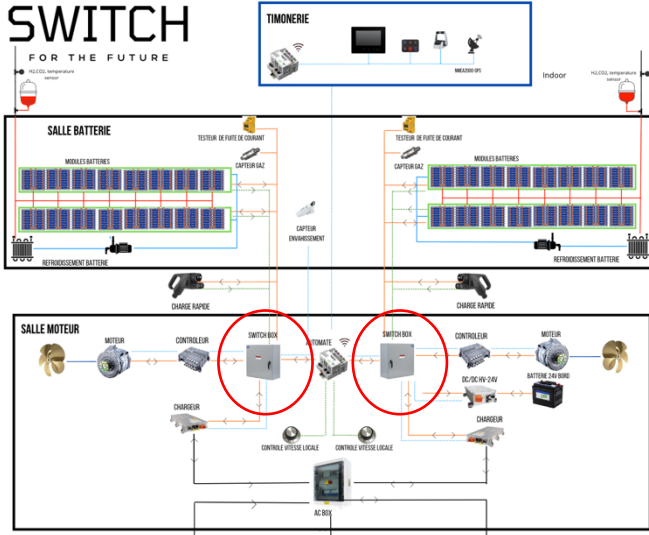 SWITCH
FOR THE FUTURE
TIMONERIE
NMEA2000 GPS
Indoor
H2,CO2, temperature
sensor
H2,CO2, temperature
sensor
SALLE BATTERIE
TESTEUR DE FUITE DE COURANT
TESTEUR DE FUITE DE COURANT
CAPTEUR GAZ
CAPTEUR GAZ
MODULES BATTERIES
MODULES BATTERIES
CAPTEUR
ENVAHISSEMENT
REFROIDISSEMENT BATTERIE
REFROIDISSEMENT BATTERIE
CHARGE RAPIDE
CHARGE RAPIDE
SALLE MOTEUR
MOTEUR
CONTROLEUR
SWITCH BOX
AUTOMATE
SWITCH BOX
CONTROLEUR
MOTEUR
DC/DC HV-24V
BATTERIE 24V BORD
CHARGEUR
CHARGEUR
CONTROLE VITESSE LOCALE
CONTROLE VITESSE LOCALE
AC BOX